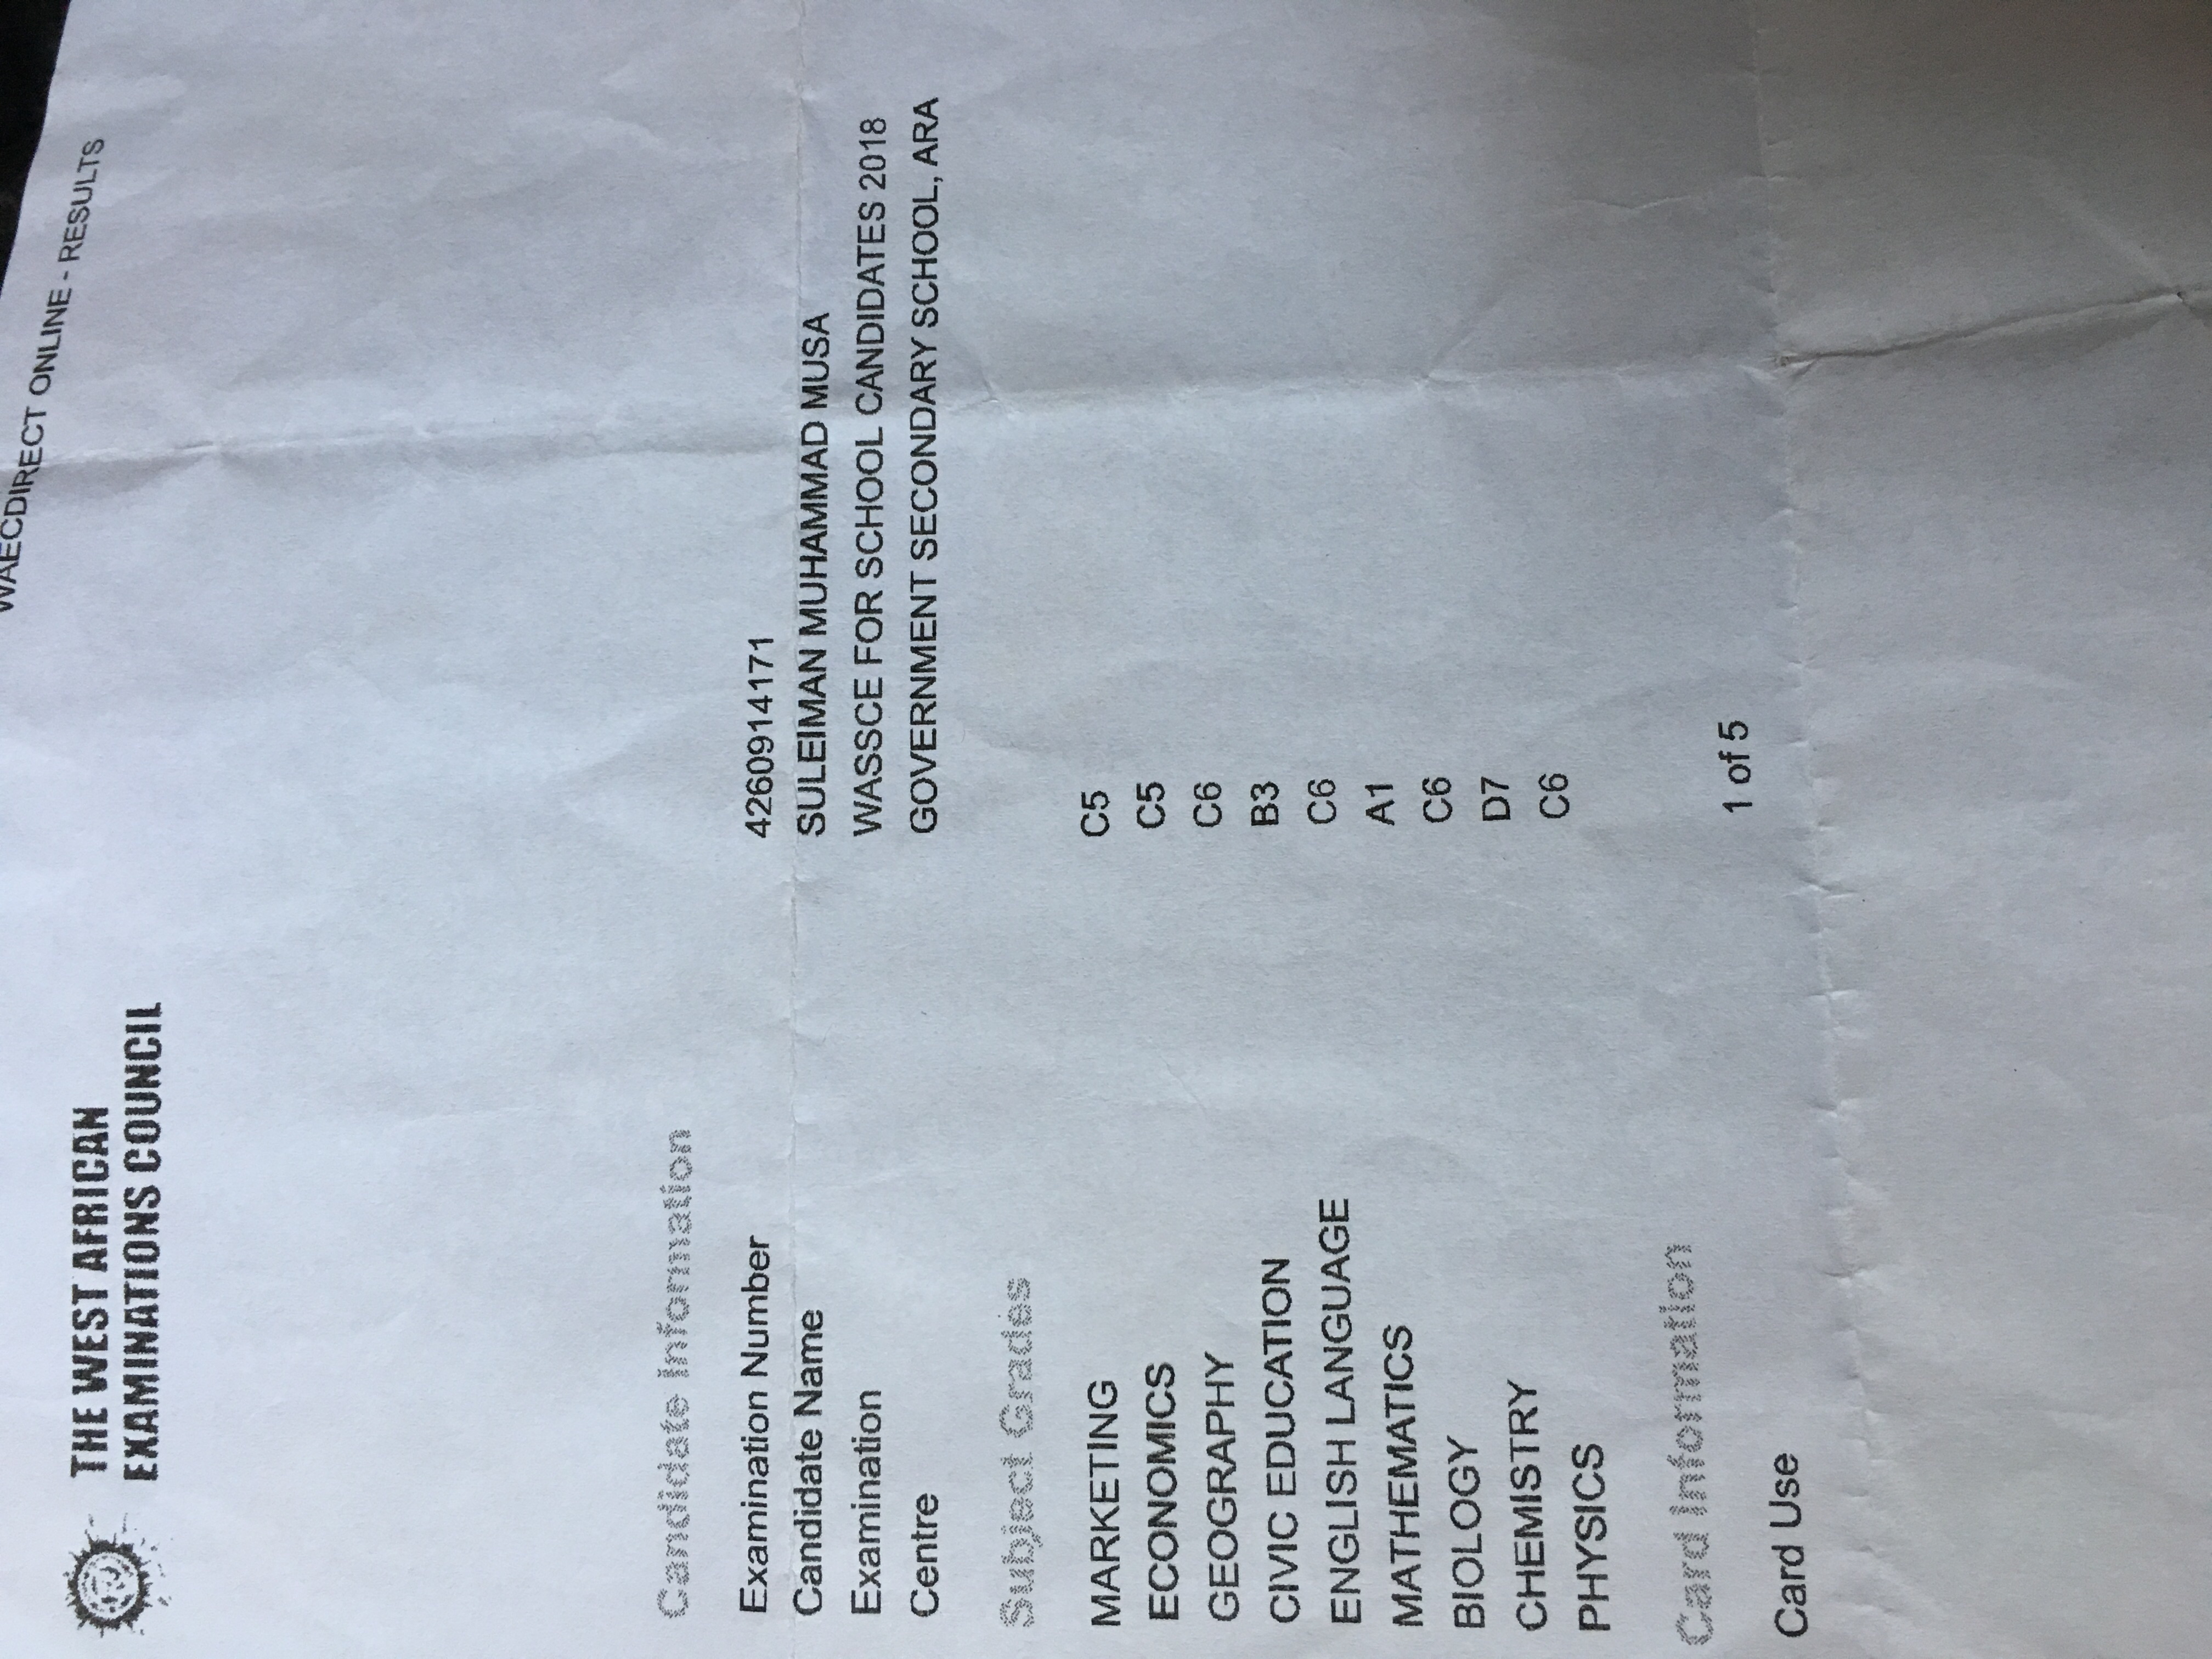 WAECDIRECT ONLINE - RESULTS
THE WEST AFRICAN
EXAMINATIONS COUNCIL
Candidate Information
Examination Number 4260914171
Candidate Name SULEIMAN MUHAMMAD MUSA
Examination WASSCE FOR SCHOOL CANDIDATES 2018
Centre GOVERNMENT SECONDARY SCHOOL, ARA
Subject Grades
MARKETING C5
ECONOMICS C5
GEOGRAPHY C6
CIVIC EDUCATION B3
ENGLISH LANGUAGE C6
MATHEMATICS A1
BIOLOGY C6
CHEMISTRY D7
PHYSICS C6
Card Information
Card Use 1 of 5